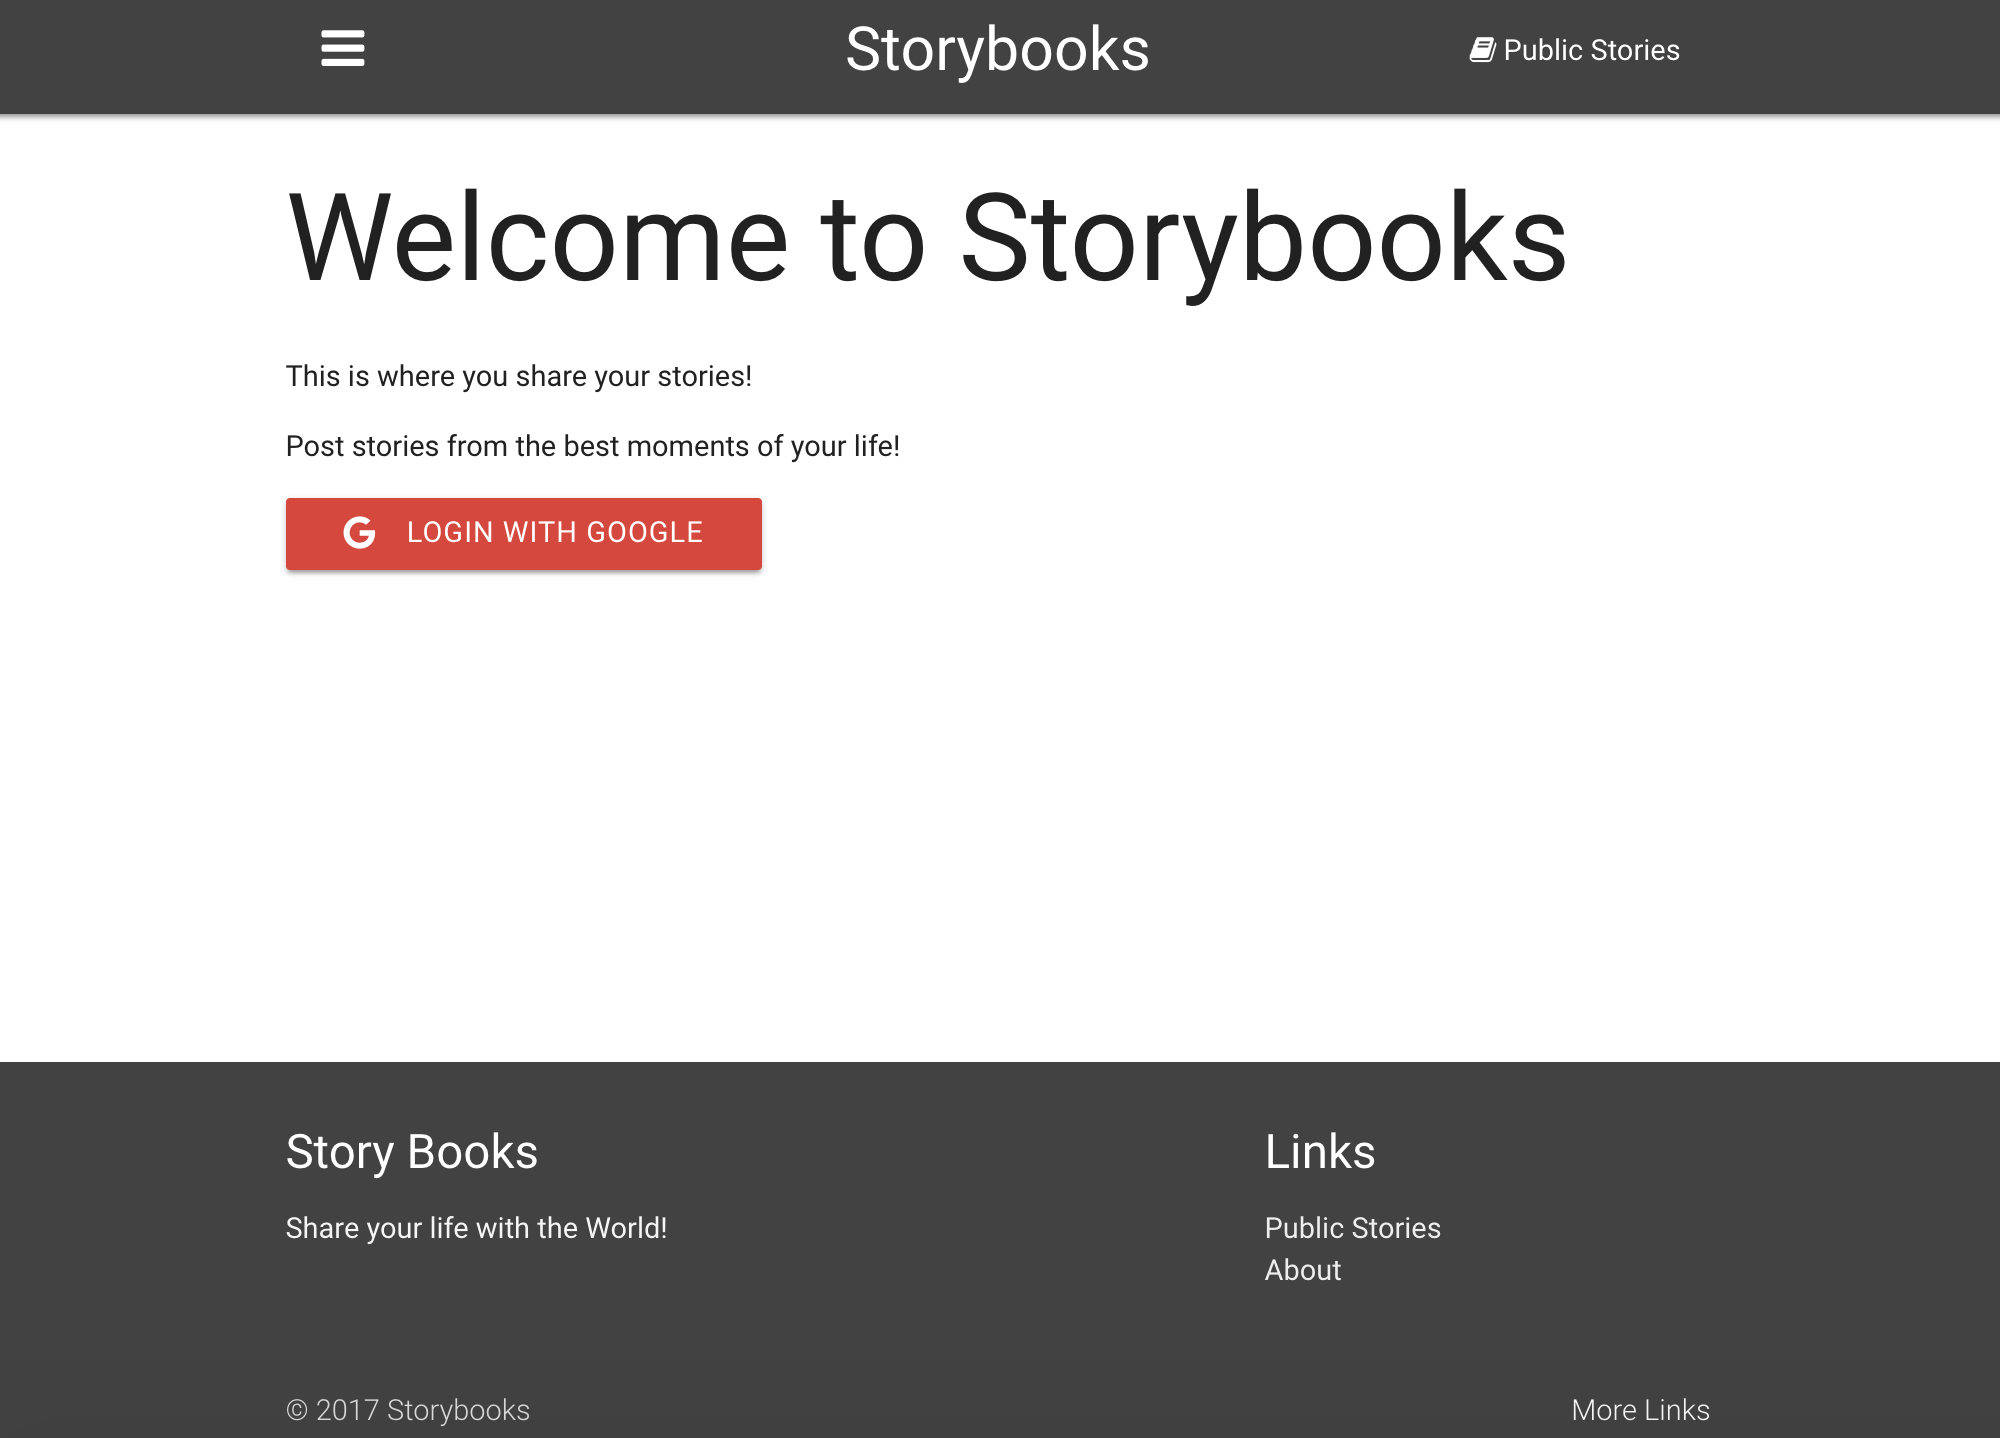 Storybooks
Public Stories
Welcome to Storybooks
This is where you share your stories!
Post stories from the best moments of your life!
G LOGIN WITH GOOGLE
Story Books
Share your life with the World!
Links
Public Stories
About
© 2017 Storybooks
More Links